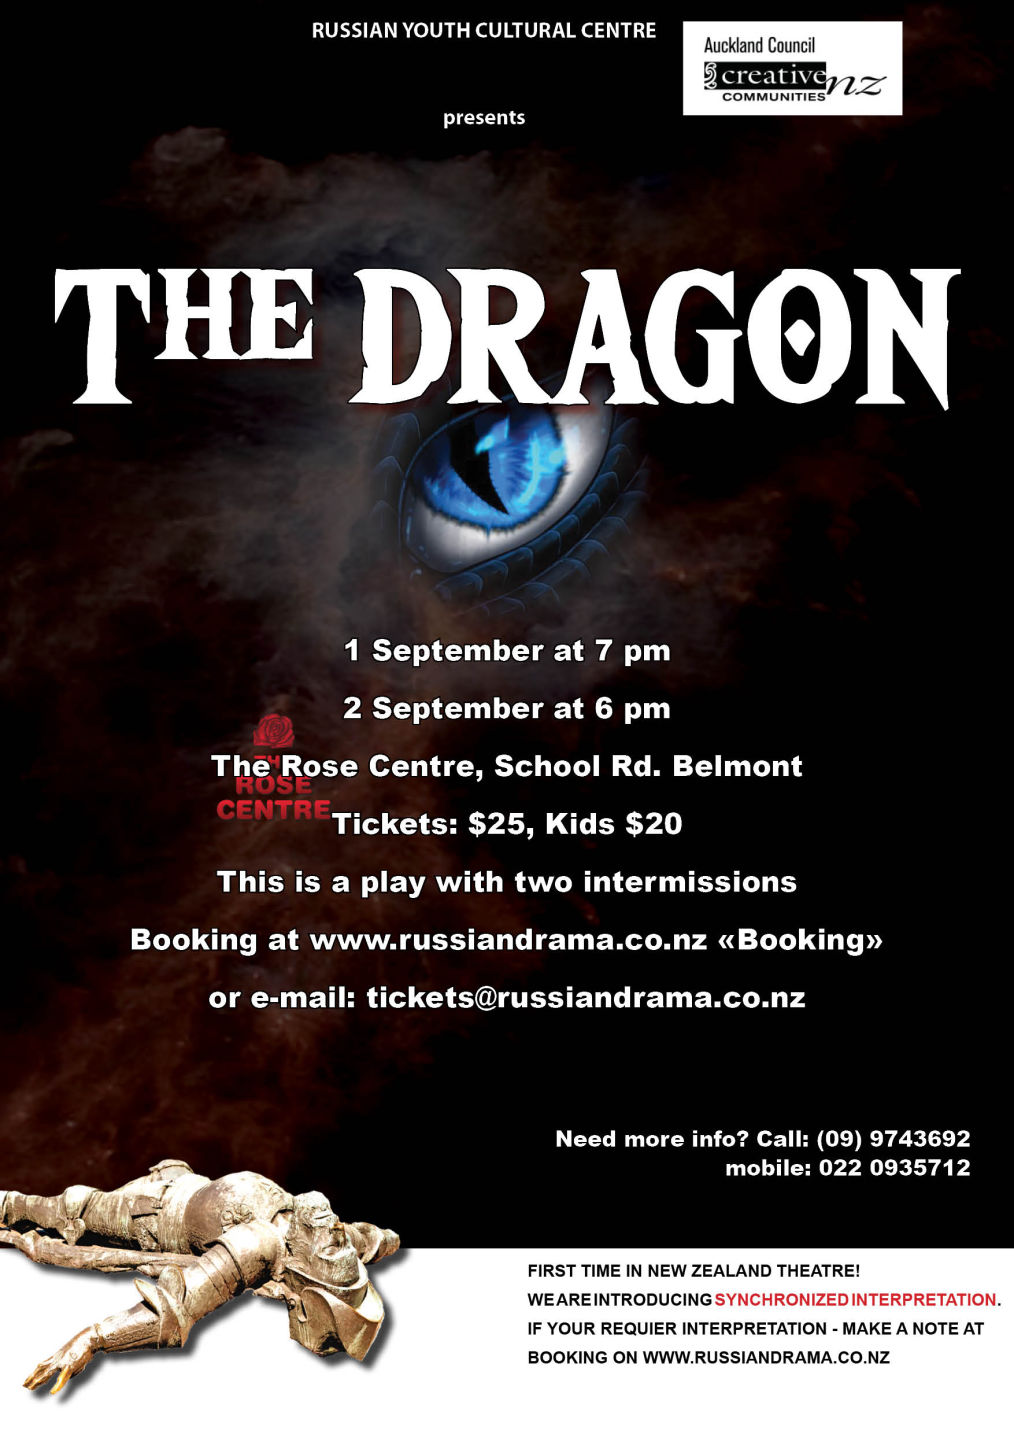 RUSSIAN YOUTH CULTURAL CENTRE
Auckland Council
creative nz
COMMUNITIES
presents
THE DRAGON
1 September at 7 pm
2 September at 6 pm
The Rose Centre, School Rd. Belmont
THE
ROSE
CENTRE
Tickets: $25, Kids $20
This is a play with two intermissions
Booking at www.russiandrama.co.nz «Booking»
or e-mail: tickets@russiandrama.co.nz
Need more info? Call: (09) 9743692
mobile: 022 0935712
FIRST TIME IN NEW ZEALAND THEATRE!
WE ARE INTRODUCING SYNCHRONIZED INTERPRETATION.
IF YOUR REQUIER INTERPRETATION - MAKE A NOTE AT
BOOKING ON WWW.RUSSIANDRAMA.CO.NZ